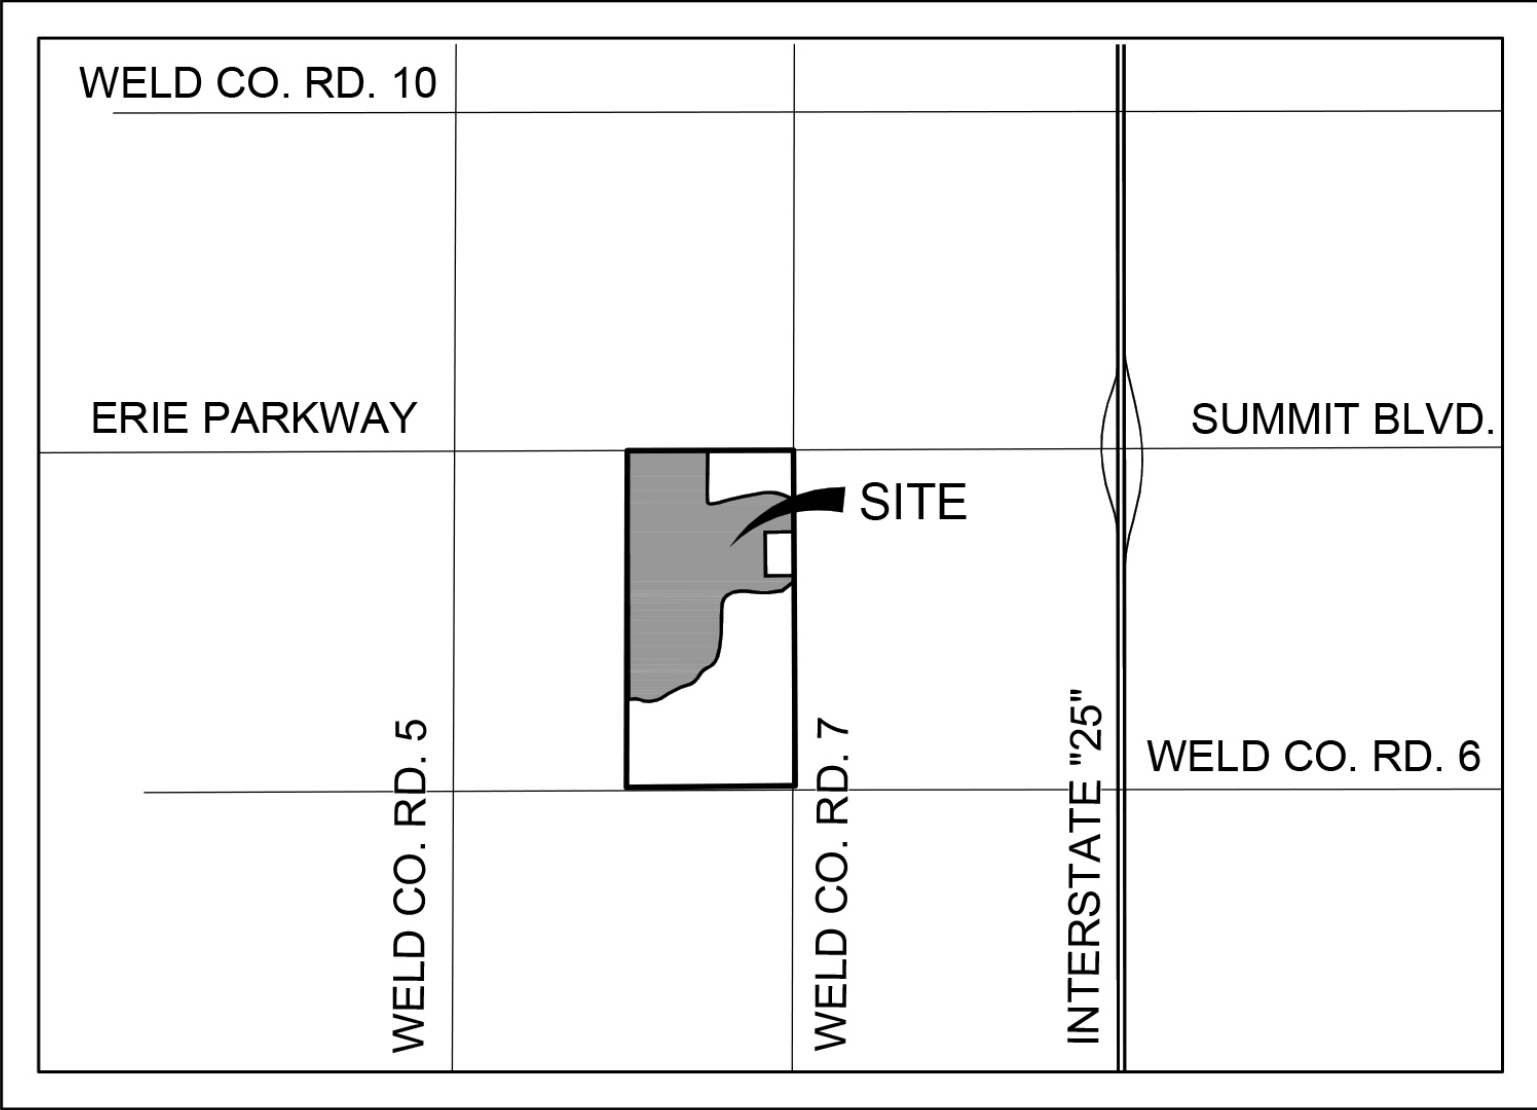 WELD CO. RD. 10
ERIE PARKWAY
SUMMIT BLVD.
SITE
WELD CO. RD. 5
WELD CO. RD. 7
INTERSTATE "25"
WELD CO. RD. 6